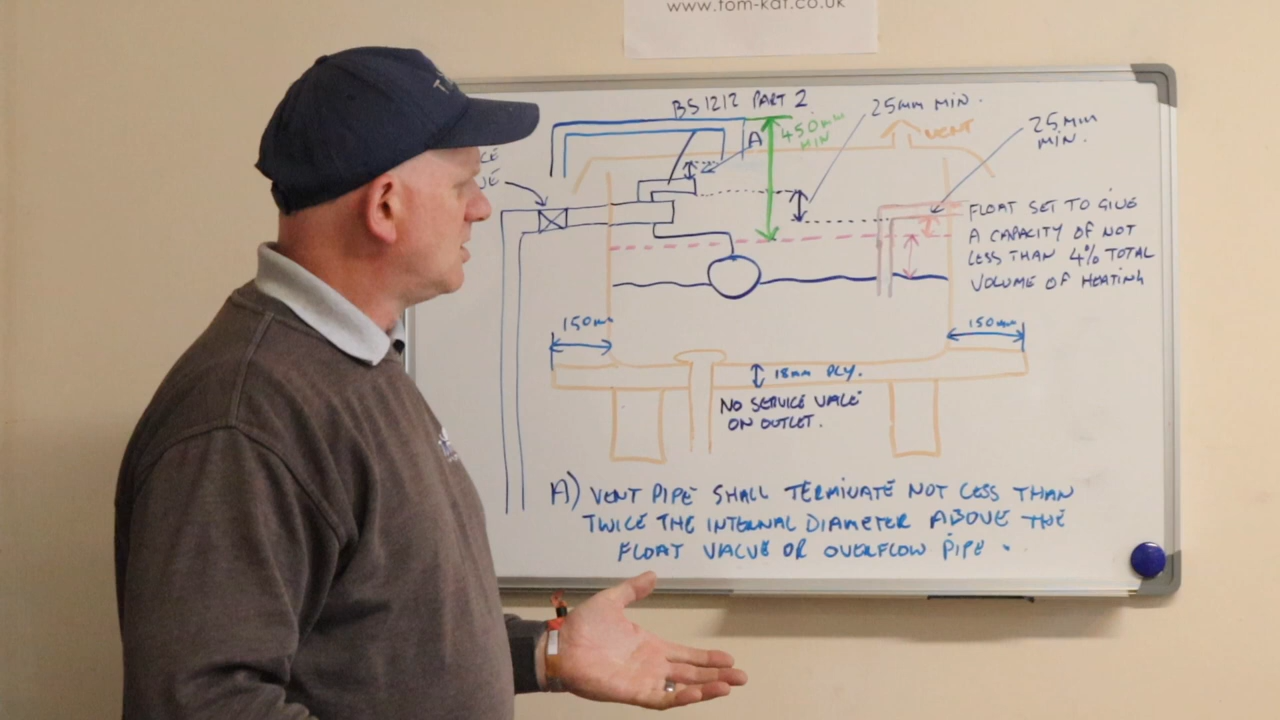 www.tom-kat.co.uk
BS 1212 PART 2
25MM MIN.
450MM
MIN
A
VENT
25MM
MIN.
FLOAT SET TO GIVE
A CAPACITY OF NOT
LESS THAN 4% TOTAL
VOLUME OF HEATING
150mm
150mm
18mm PLY.
NO SERVICE VALVE
ON OUTLET.
A) VENT PIPE SHALL TERMINATE NOT LESS THAN
TWICE THE INTERNAL DIAMETER ABOVE THE
FLOAT VALVE OR OVERFLOW PIPE.